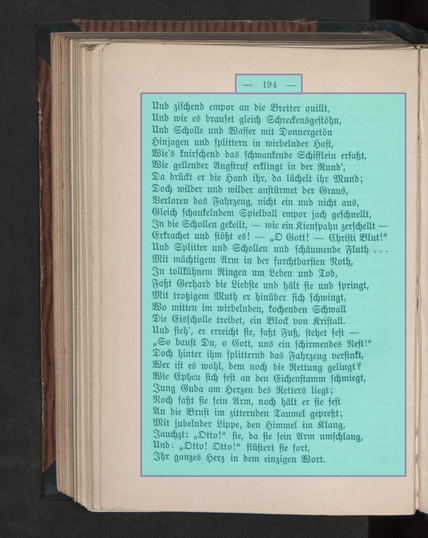 — 194 —
Und zischend empor an die Bretter quillt,
Und wie es brauset gleich Schreckensgestöhn,
Und Scholle und Wasser mit Donnergetön
Hinjagen und splittern in wirbelnder Hast,
Wie's knirschend das schwankende Schifflein erfaßt,
Wie gellender Angstruf erklingt in der Rund',
Da drückt er die Hand ihr, da lächelt ihr Mund;
Doch wilder und wilder anstürmet der Graus,
Verloren das Fahrzeug, nicht ein und nicht aus,
Gleich schaukelndem Spielball empor jach geschnellt,
In die Schollen gekeilt, — wie ein Kienspahn zerschellt —
Erkrachet und stößt es! — „O Gott! — Christi Blut!“
Und Splitter und Schollen und schäumende Fluth . . .
Mit mächtigem Arm in der furchtbarsten Noth,
In tollkühnem Ringen um Leben und Tod,
Faßt Gerhard die Liebste und hält sie und springt,
Mit trotzigem Muth er hinüber sich schwingt,
Wo mitten im wirbelnden, kochenden Schwall
Die Eisscholle treibet, ein Block von Kristall.
Und sieh', er erreicht sie, faßt Fuß, stehet fest —
„So baust Du, o Gott, uns ein schirmendes Nest!“
Doch hinter ihm splitternd das Fahrzeug versinkt,
Wer ist es wohl, dem noch die Rettung gelingt?
Wie Epheu sich fest an den Eichenstamm schmiegt,
Jung Guda am Herzen des Retters liegt;
Noch faßt sie sein Arm, noch hält er sie fest
An die Brust im zitternden Taumel gepreßt;
Mit jubelnder Lippe, den Himmel im Klang,
Jauchzt: „Otto!“ sie, da sie sein Arm umschlang,
Und: „Otto! Otto!“ flüstert sie fort,
Ihr ganzes Herz in dem einzigen Wort.